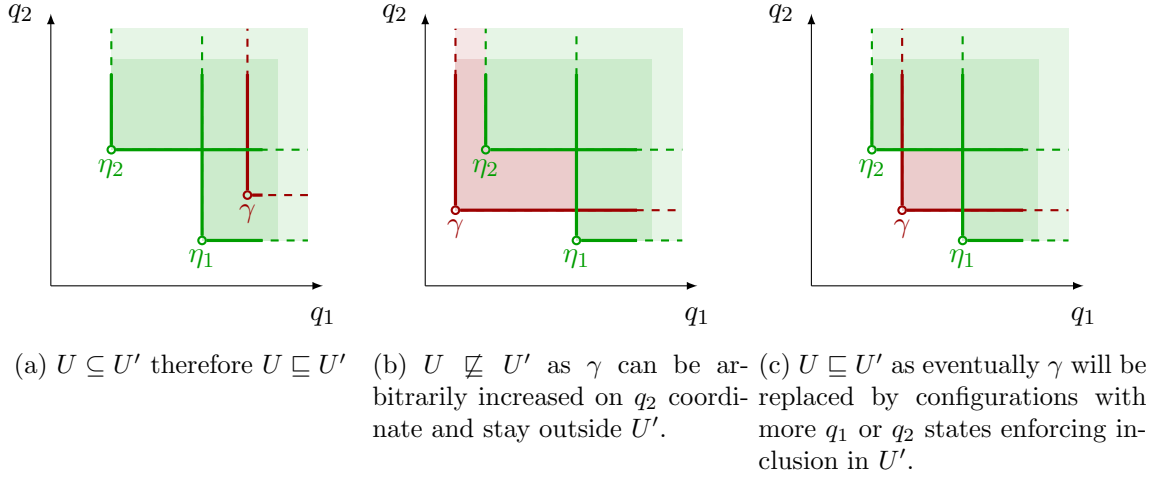 q₂
η₂
γ
η₁
q₁
q₂
η₂
γ
η₁
q₁
q₂
η₂
γ
η₁
q₁
(a) U ⊆ U′ therefore U ⊑ U′
(b) U ⋢ U′ as γ can be ar-
bitrarily increased on q₂ coordi-
nate and stay outside U′.
(c) U ⊑ U′ as eventually γ will be
replaced by configurations with
more q₁ or q₂ states enforcing in-
clusion in U′.